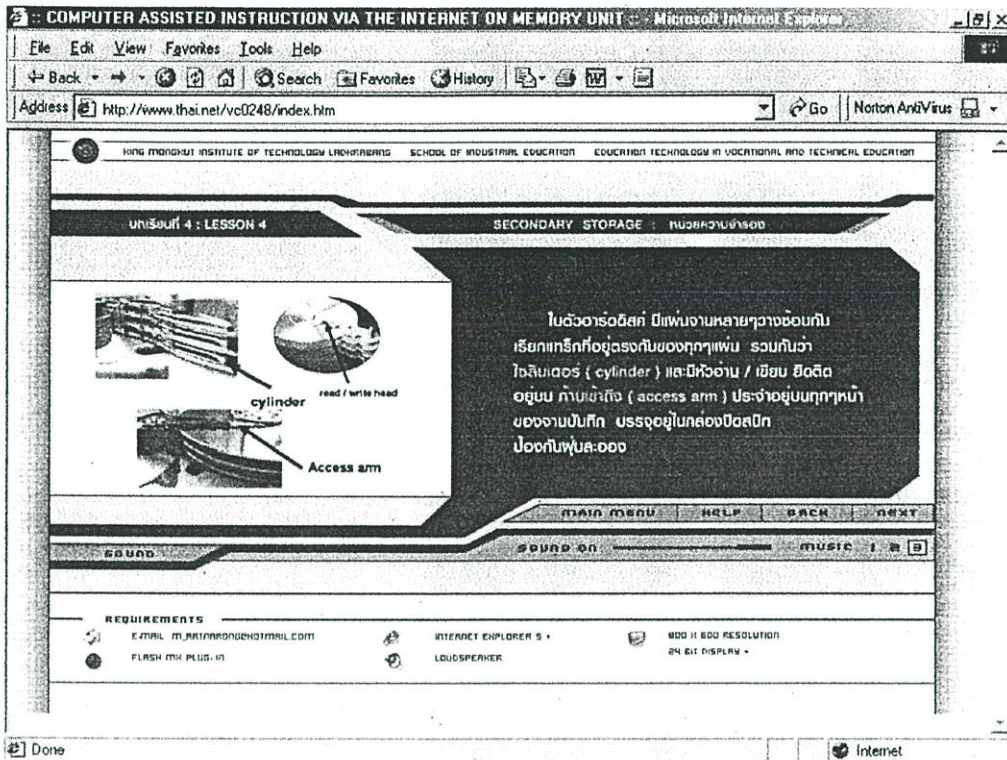 :: COMPUTER ASSISTED INSTRUCTION VIA THE INTERNET ON MEMORY UNIT :: - Microsoft Internet Explorer
File Edit View Favorites Tools Help
Back Search Favorites History
Address http://www.thai.net/vc0248/index.htm Go Norton AntiVirus
KING MONGKUT INSTITUTE OF TECHNOLOGY LADKRABANG SCHOOL OF INDUSTRIAL EDUCATION EDUCATION TECHNOLOGY IN VOCATIONAL AND TECHNICAL EDUCATION
บทเรียนที่ 4 : LESSON 4
SECONDARY STORAGE : หน่วยความจำรอง
cylinder
read / write head
Access arm
ในตัวฮาร์ดดิสก์ มีแผ่นจานหลายๆวางซ้อนกัน
เรียกแทร็กที่อยู่ตรงกันของทุกๆแผ่น รวมกันว่า
ไซลินเดอร์ ( cylinder ) และมีหัวอ่าน / เขียน ยึดติด
อยู่บน ก้านเข้าถึง ( access arm ) ประจำอยู่บนทุกๆหน้า
ของจานบันทึก บรรจุอยู่ในกล่องปิดสนิท
ป้องกันฝุ่นละออง
MAIN MENU HELP BACK NEXT
SOUND
SOUND ON MUSIC 1 2 3
REQUIREMENTS
INTERNET EXPLORER 5 +
800 X 600 RESOLUTION
FLASH MX PLUG-IN
LOUDSPEAKER
24 BIT DISPLAY +
Done Internet